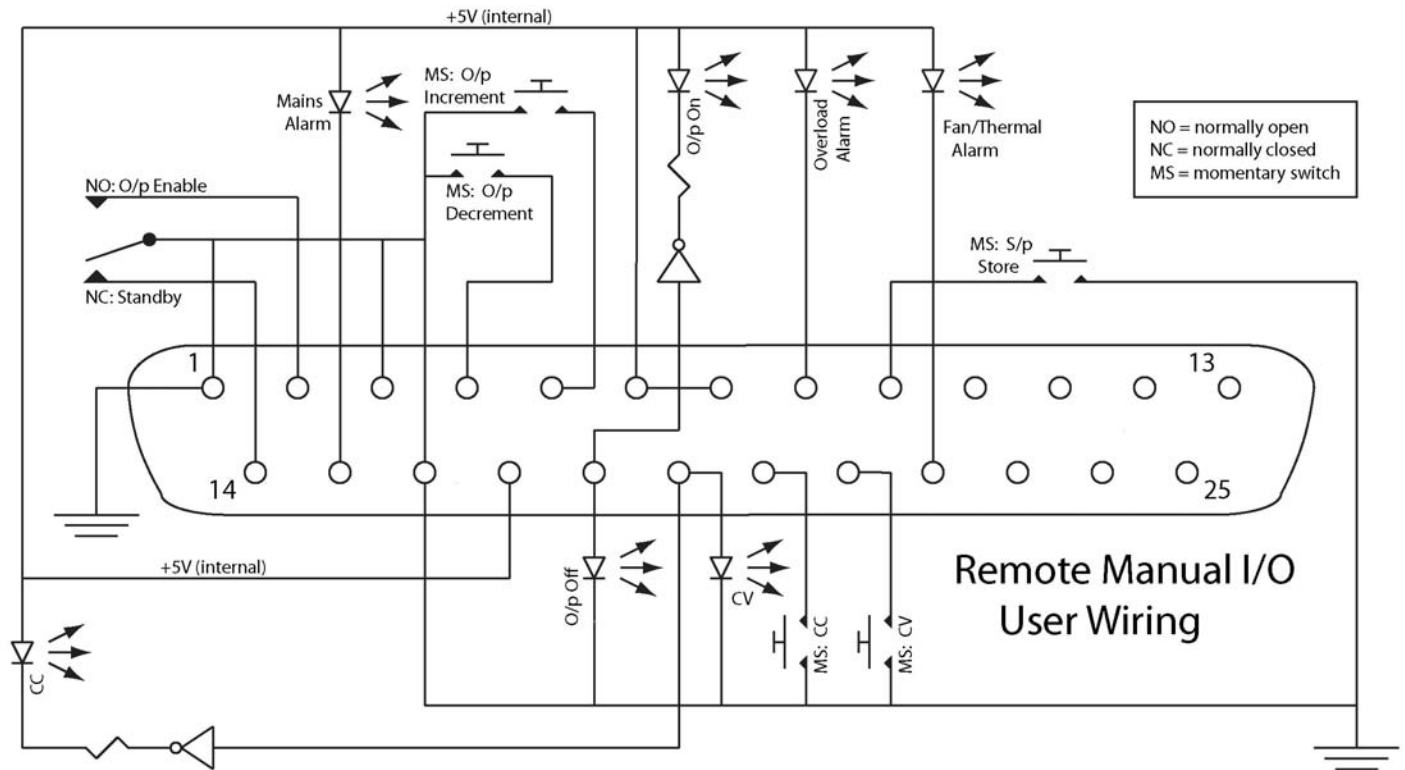 +5V (internal)
MS: O/p
Increment
Mains
Alarm
O/p On
Overload
Alarm
Fan/Thermal
Alarm
NO = normally open
NC = normally closed
MS = momentary switch
NO: O/p Enable
MS: O/p
Decrement
MS: S/p
Store
NC: Standby
1
13
14
25
+5V (internal)
O/p Off
CV
MS: CC
MS: CV
Remote Manual I/O
User Wiring
CC